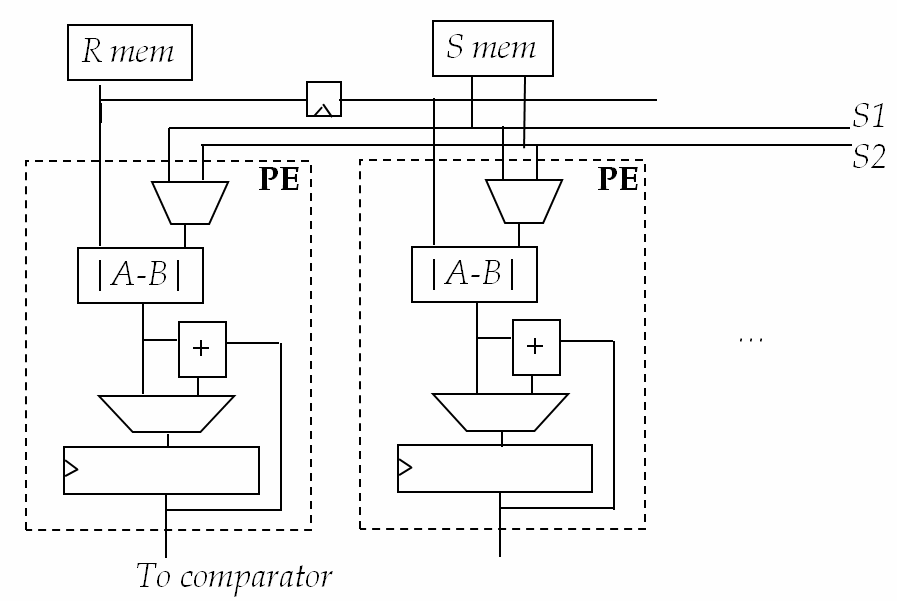 R mem
S mem
S1
S2
PE
PE
|A-B|
|A-B|
+
+
...
To comparator